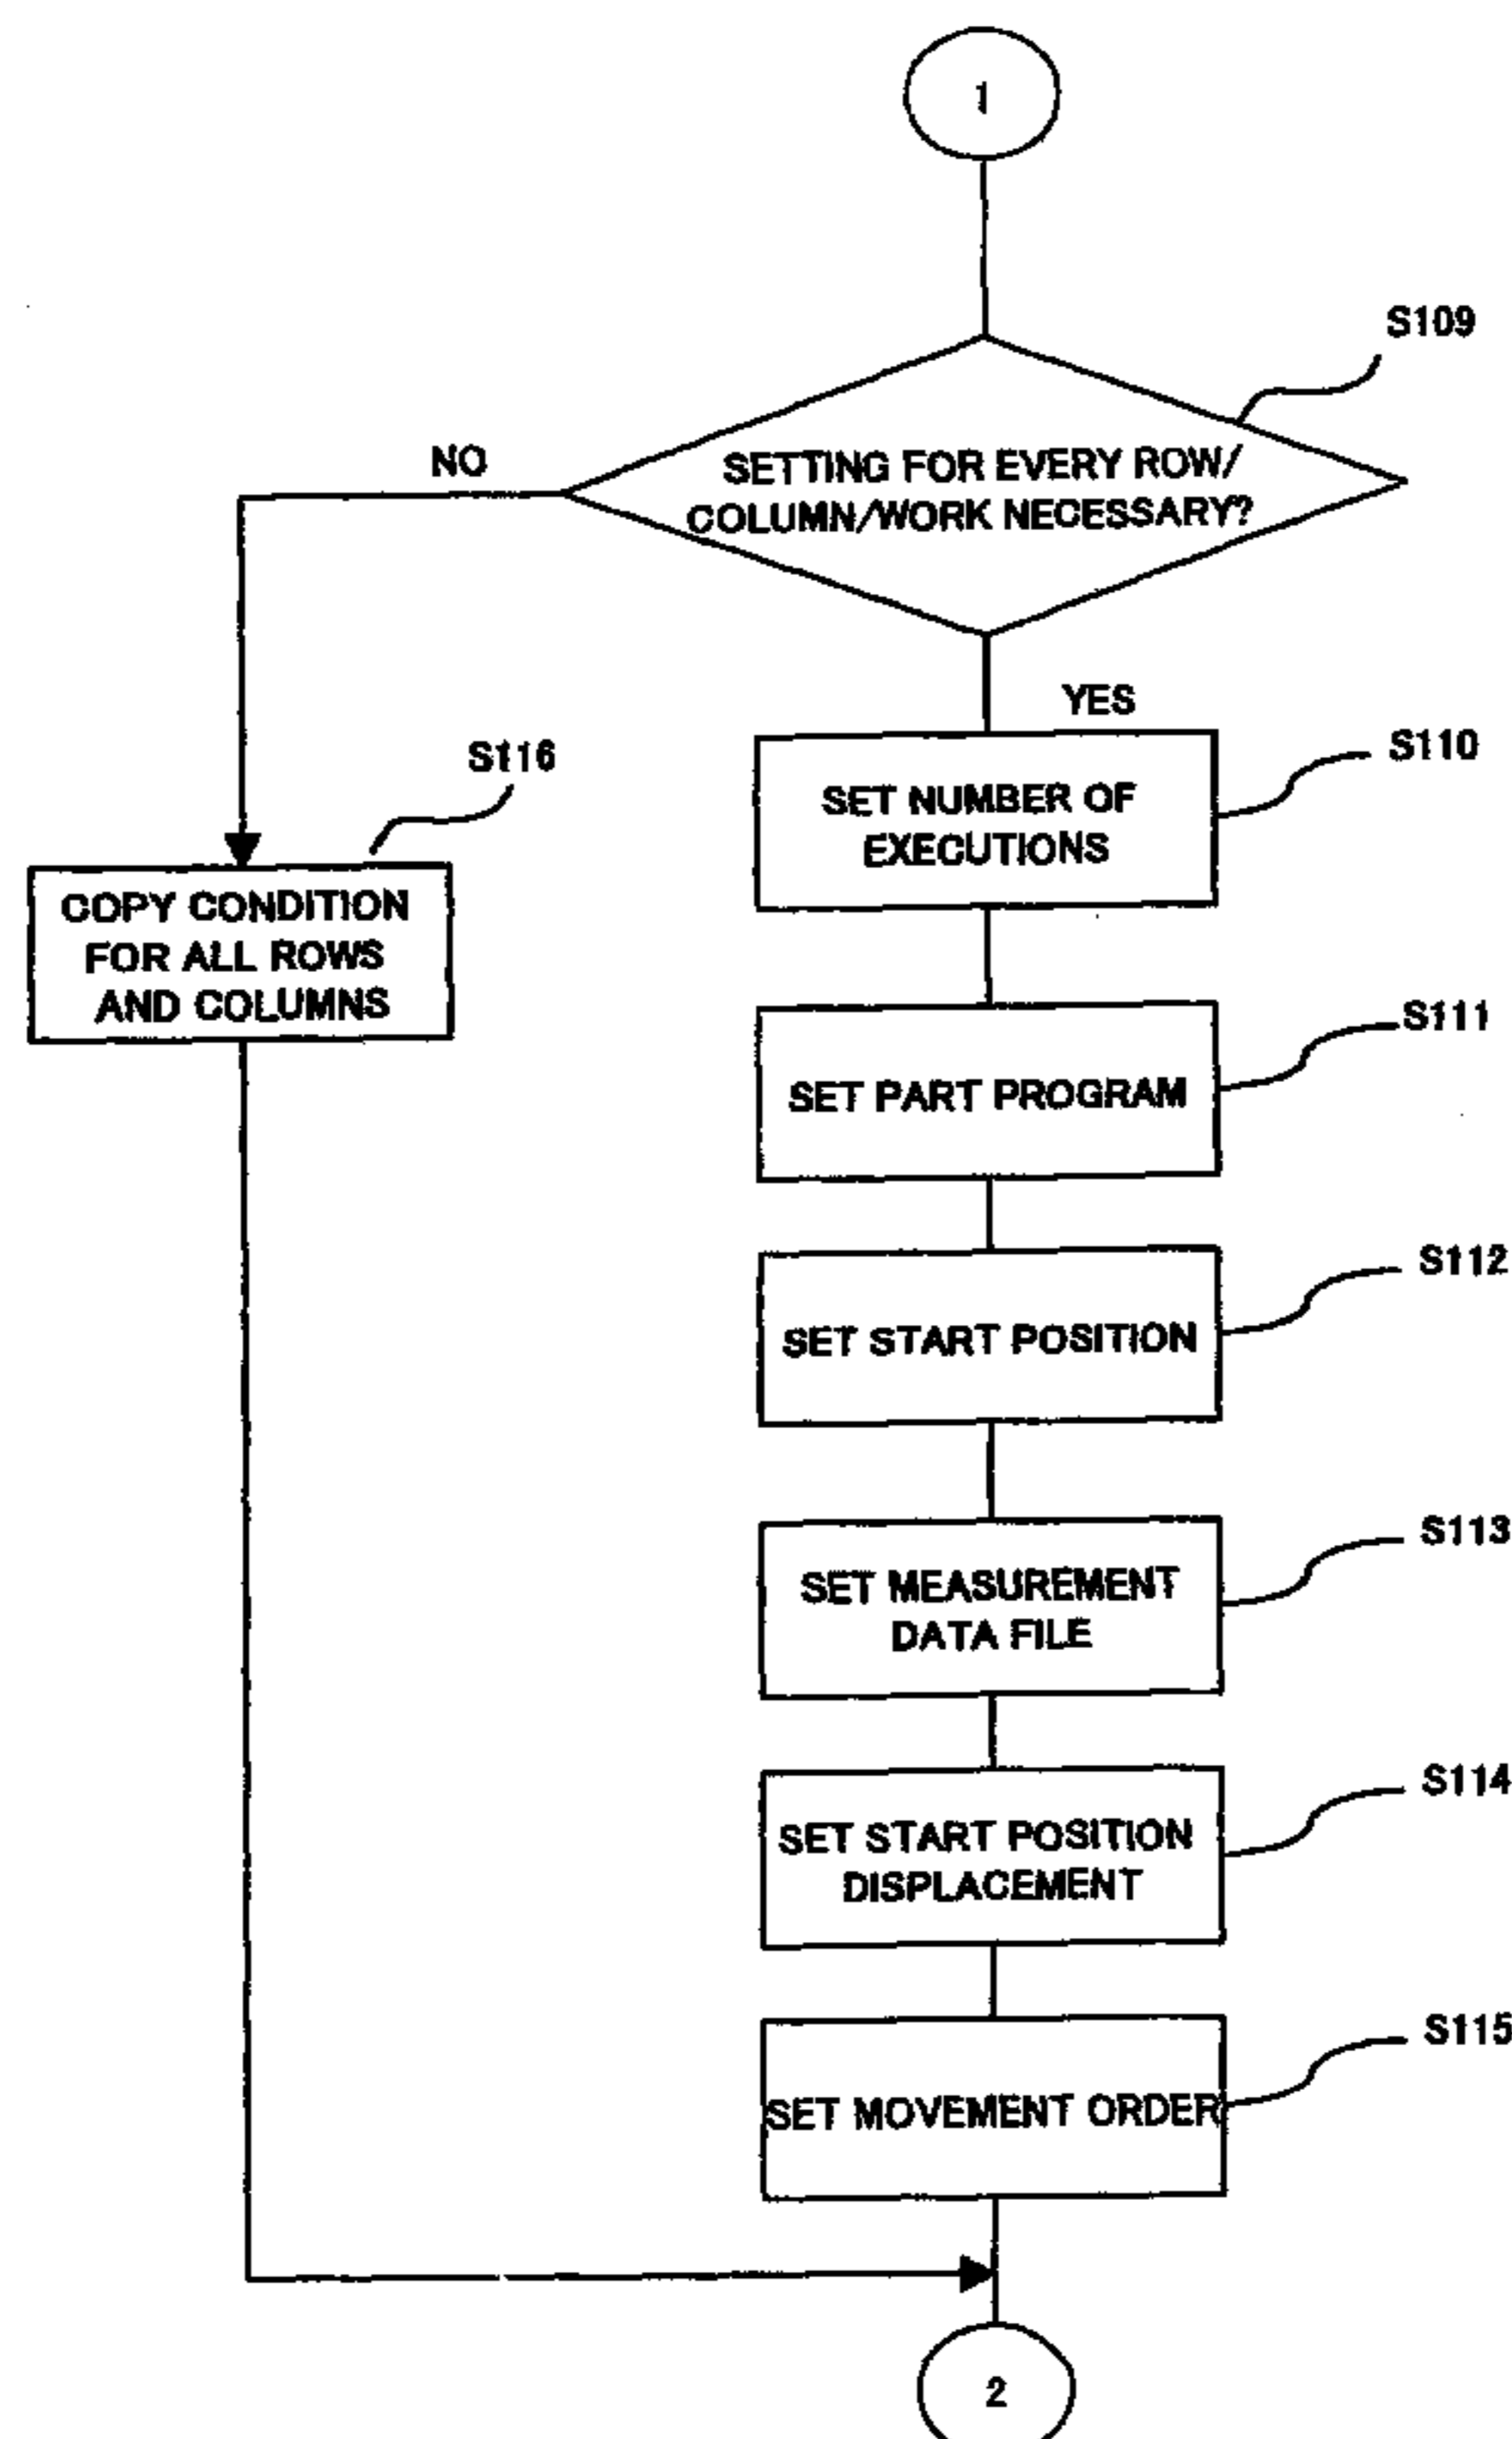 1
S109
NO
SETTING FOR EVERY ROW/
COLUMN/WORK NECESSARY?
YES
S110
SET NUMBER OF
EXECUTIONS
S116
COPY CONDITION
FOR ALL ROWS
AND COLUMNS
S111
SET PART PROGRAM
S112
SET START POSITION
S113
SET MEASUREMENT
DATA FILE
S114
SET START POSITION
DISPLACEMENT
S115
SET MOVEMENT ORDER
2